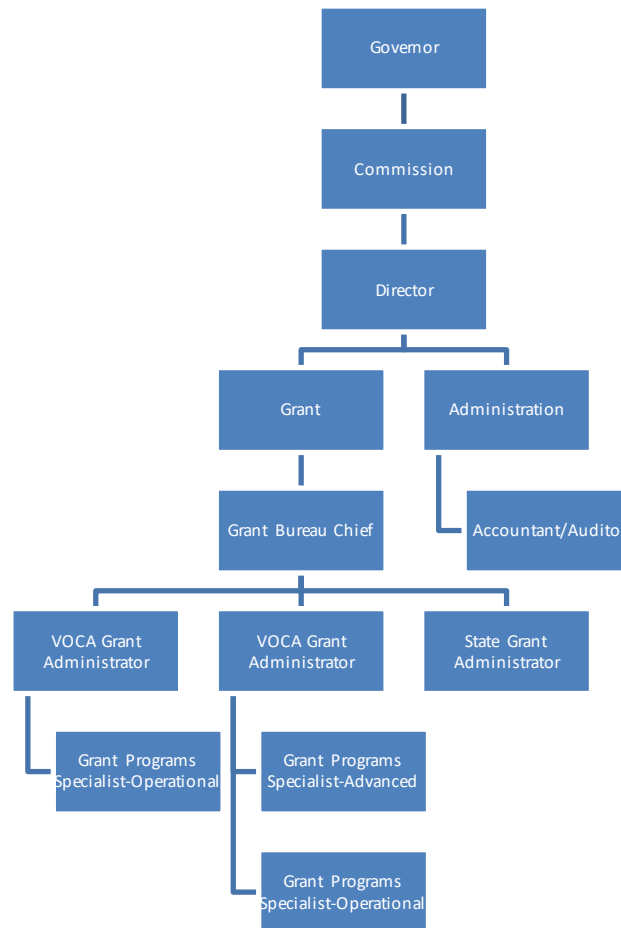 Governor
Commission
Director
Grant
Administration
Grant Bureau Chief
Accountant/Audito
VOCA Grant
Administrator
VOCA Grant
Administrator
State Grant
Administrator
Grant Programs
Specialist-Operational
Grant Programs
Specialist-Advanced
Grant Programs
Specialist-Operational